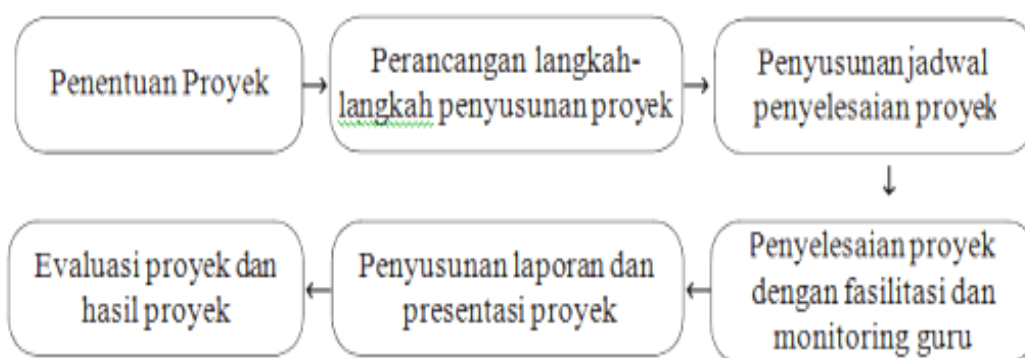 Penentuan Proyek
Perancangan langkah-
langkah penyusunan proyek
Penyusunan jadwal
penyelesaian proyek
Penyelesaian proyek
dengan fasilitasi dan
monitoring guru
Penyusunan laporan dan
presentasi proyek
Evaluasi proyek dan
hasil proyek